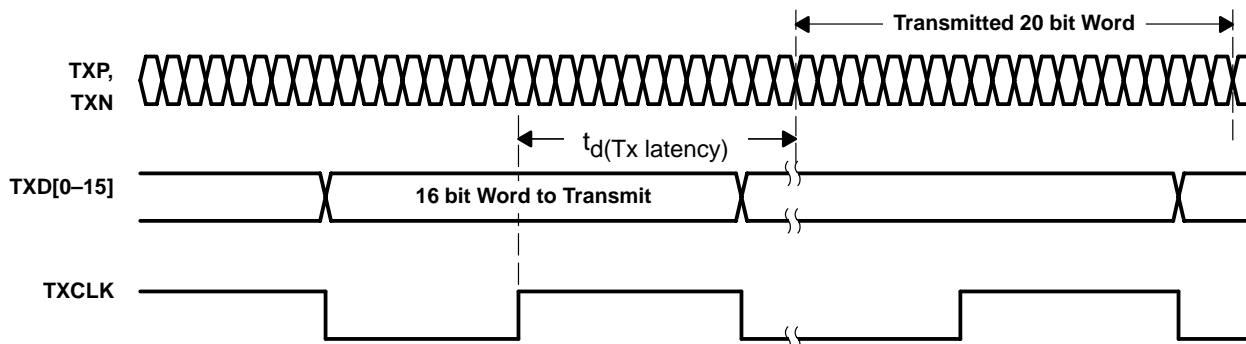 Transmitted 20 bit Word
TXP,
TXN
td(Tx latency)
TXD[0–15]
16 bit Word to Transmit
TXCLK